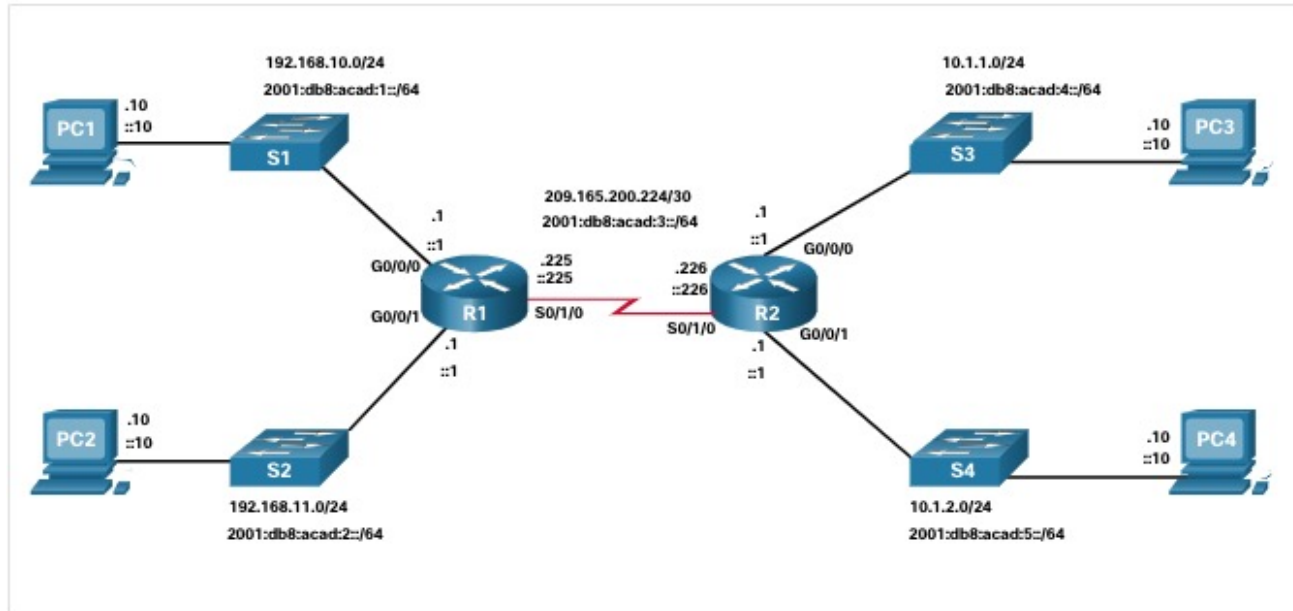 192.168.10.0/24
2001:db8:acad:1::/64
10.1.1.0/24
2001:db8:acad:4::/64
PC1
.10
::10
S1
S3
.10
::10
PC3
209.165.200.224/30
2001:db8:acad:3::/64
.1
::1
G0/0/0
.225
::225
.226
::226
.1
::1
G0/0/0
G0/0/1
R1
S0/1/0
S0/1/0
R2
G0/0/1
.1
::1
.1
::1
PC2
.10
::10
S2
S4
.10
::10
PC4
192.168.11.0/24
2001:db8:acad:2::/64
10.1.2.0/24
2001:db8:acad:5::/64